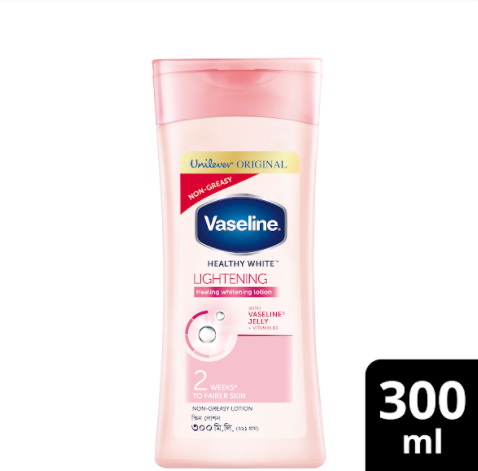 Unilever ORIGINAL
NON-GREASY
Vaseline.
HEALTHY WHITE™
LIGHTENING
Healing whitening lotion
WITH
VASELINE®
JELLY
+ VITAMIN B3
2 WEEKS*
TO FAIRER SKIN
NON-GREASY LOTION
স্কিন লোশন
৩০০ মি.লি.
300
ml